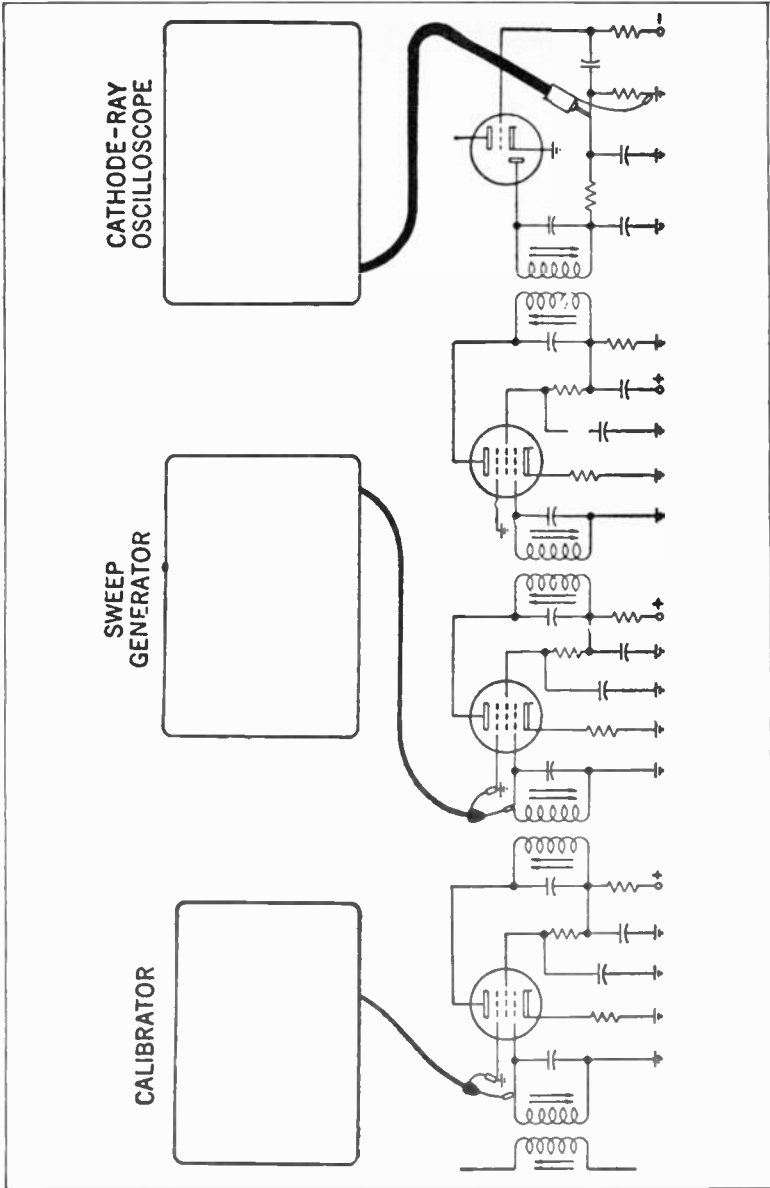 CATHODE-RAY
OSCILLOSCOPE
SWEEP
GENERATOR
CALIBRATOR
-
+
+
+